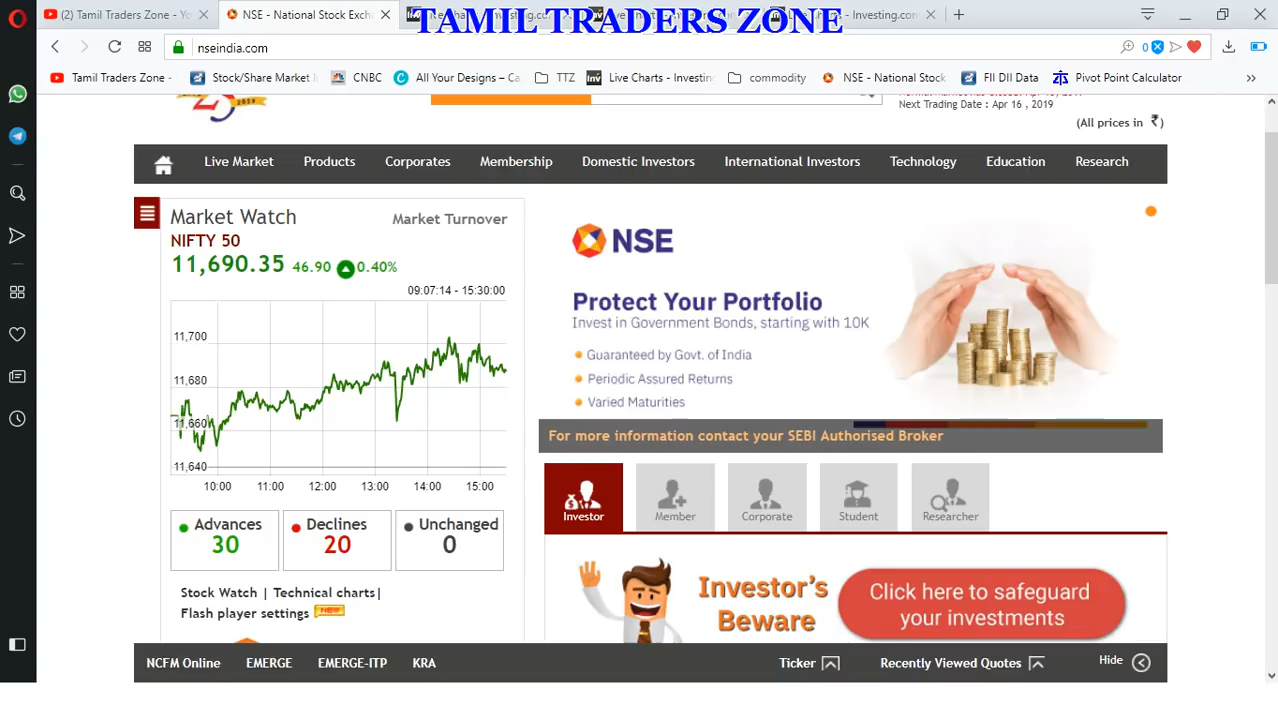 TAMIL TRADERS ZONE
(2) Tamil Traders Zone - Yo
NSE - National Stock Excha
Investing.com
nseindia.com
0
Tamil Traders Zone -
Stock/Share Market I
CNBC
All Your Designs – Ca
TTZ
Live Charts - Investin
commodity
NSE - National Stock
FII DII Data
Pivot Point Calculator
2019
Next Trading Date : Apr 16 , 2019
(All prices in ₹)
Live Market
Products
Corporates
Membership
Domestic Investors
International Investors
Technology
Education
Research
Market Watch
Market Turnover
NIFTY 50
11,690.35 46.90 0.40%
09:07:14 - 15:30:00
11,700
11,680
11,660
11,640
10:00 11:00 12:00 13:00 14:00 15:00
Advances
30
Declines
20
Unchanged
0
Stock Watch | Technical charts|
Flash player settings NEW
NSE
Protect Your Portfolio
Invest in Government Bonds, starting with 10K
Guaranteed by Govt. of India
Periodic Assured Returns
Varied Maturities
For more information contact your SEBI Authorised Broker
Investor
Member
Corporate
Student
Researcher
Investor's
Beware
Click here to safeguard
your investments
NCFM Online
EMERGE
EMERGE-ITP
KRA
Ticker
Recently Viewed Quotes
Hide